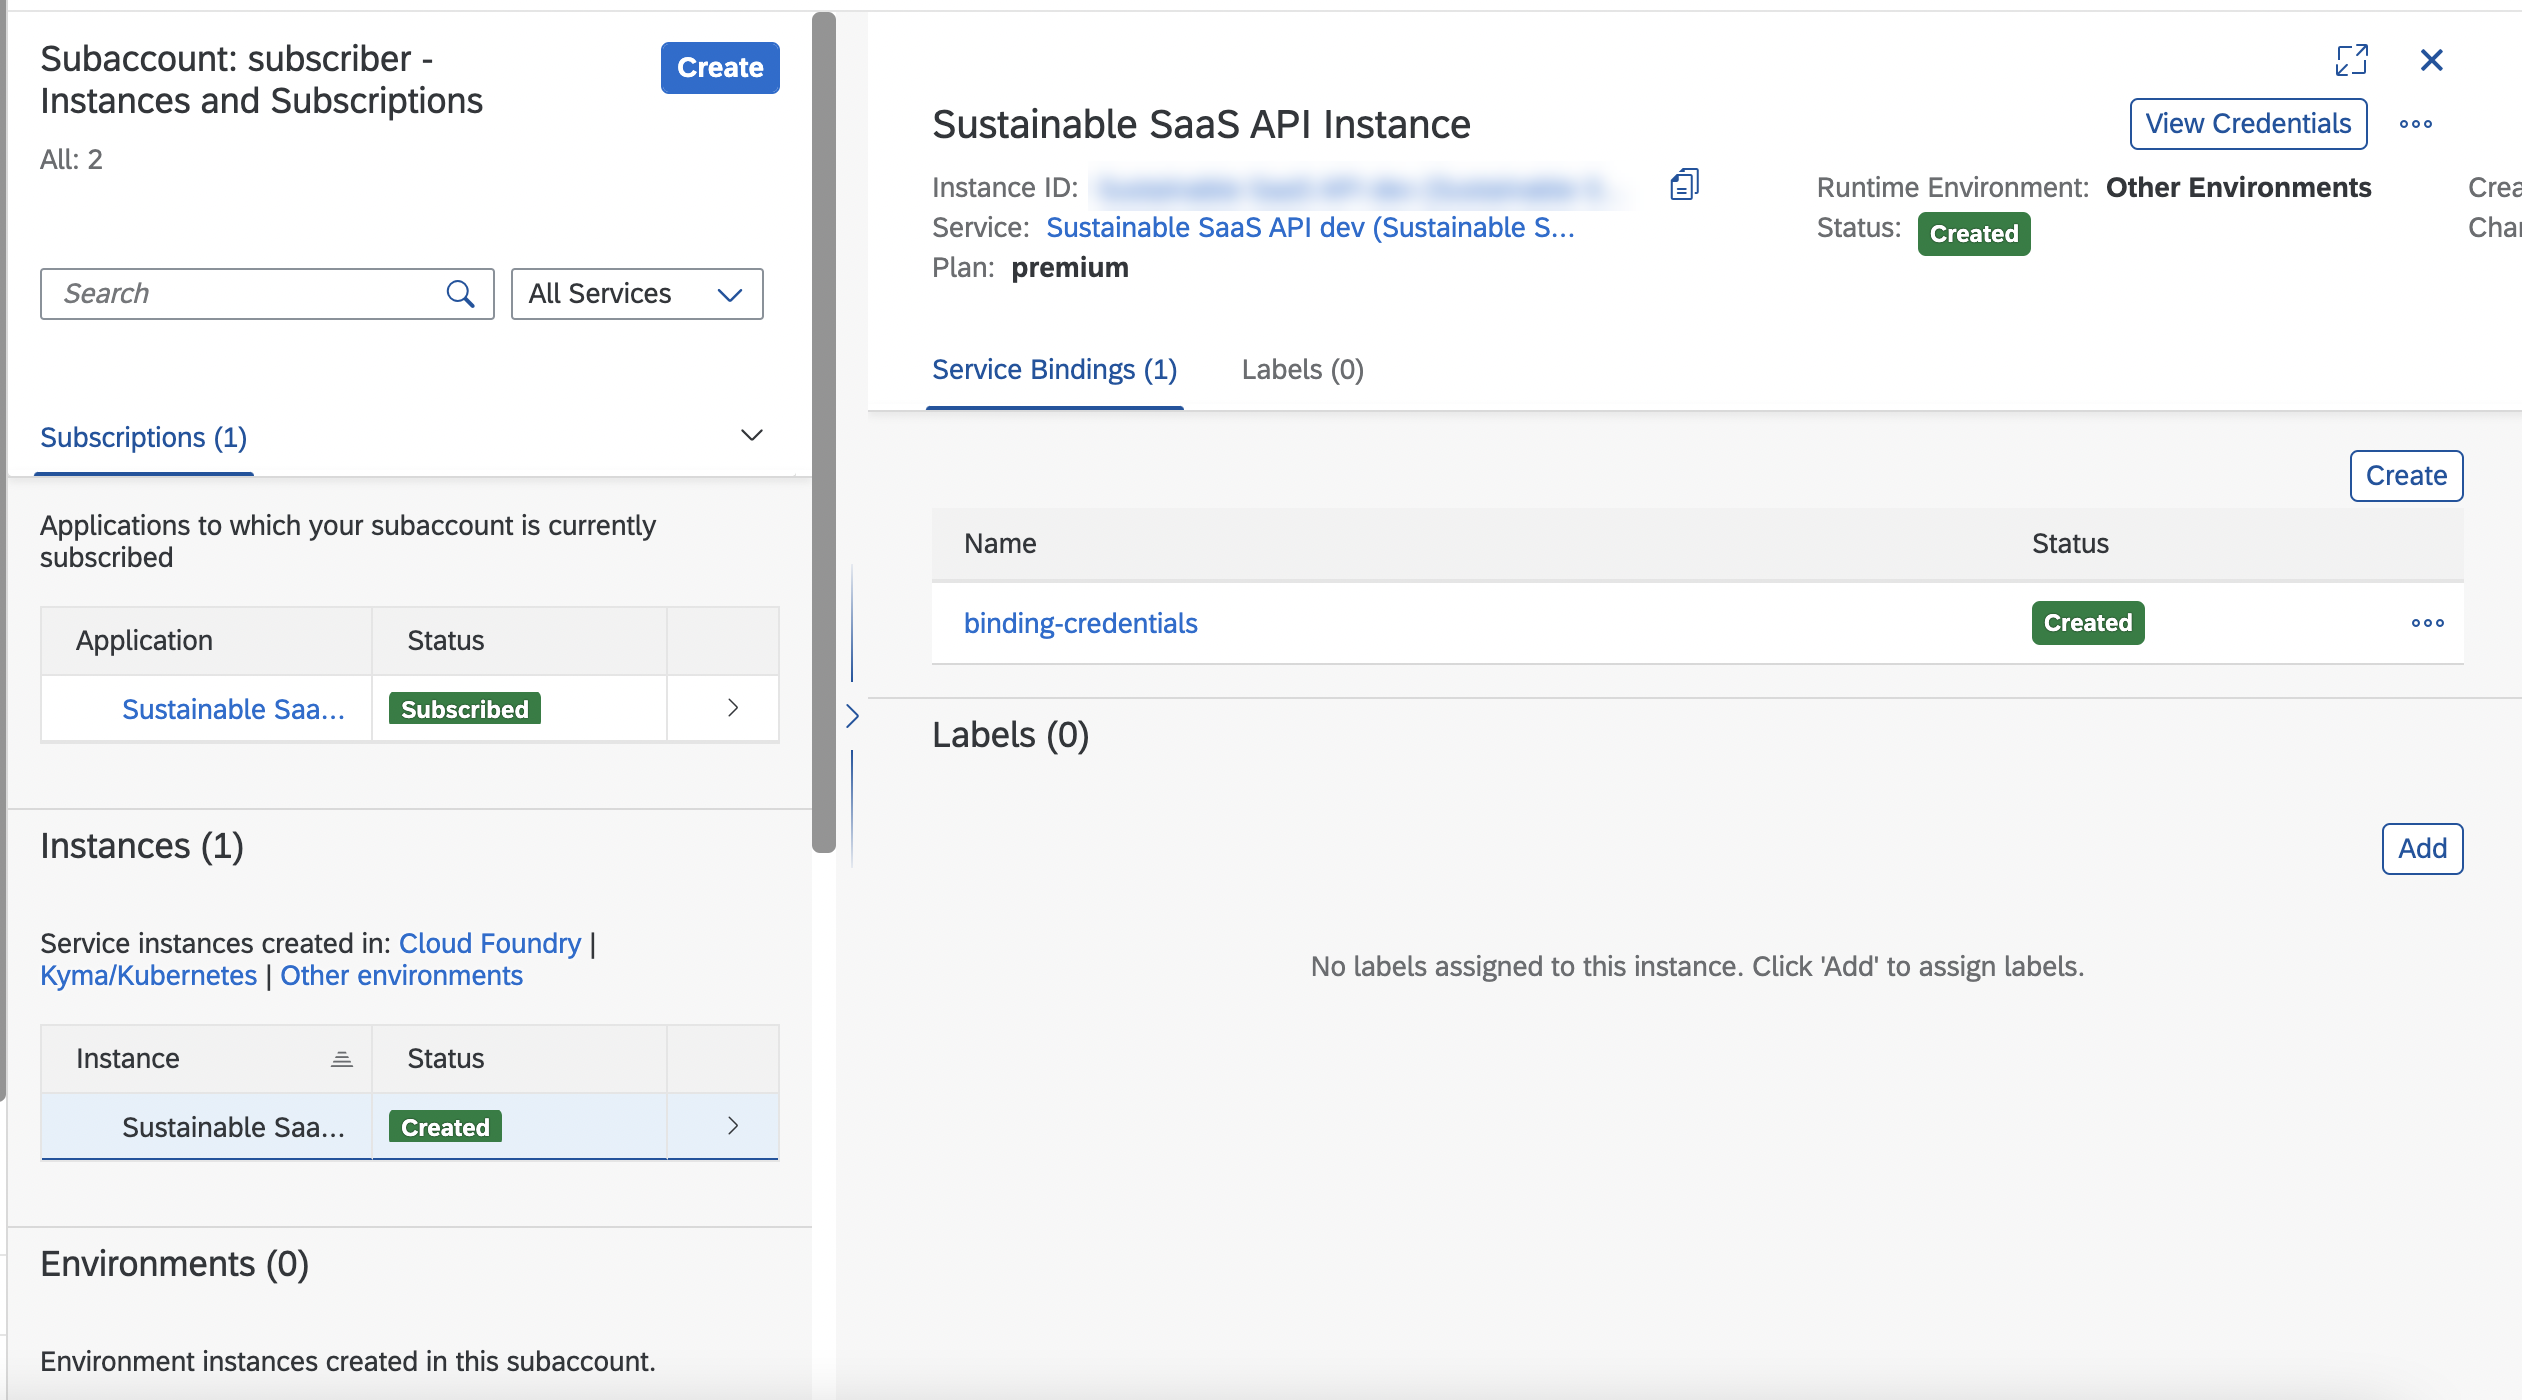 Subaccount: subscriber -
Instances and Subscriptions
Create
All: 2
Search
All Services
Subscriptions (1)
Applications to which your subaccount is currently
subscribed
Application Status
Sustainable Saa... Subscribed
Instances (1)
Service instances created in: Cloud Foundry |
Kyma/Kubernetes | Other environments
Instance Status
Sustainable Saa... Created
Environments (0)
Environment instances created in this subaccount.
Sustainable SaaS API Instance
View Credentials
Instance ID:
Service: Sustainable SaaS API dev (Sustainable S...
Plan: premium
Runtime Environment: Other Environments
Status: Created
Crea
Char
Service Bindings (1) Labels (0)
Create
Name Status
binding-credentials Created
Labels (0)
Add
No labels assigned to this instance. Click 'Add' to assign labels.